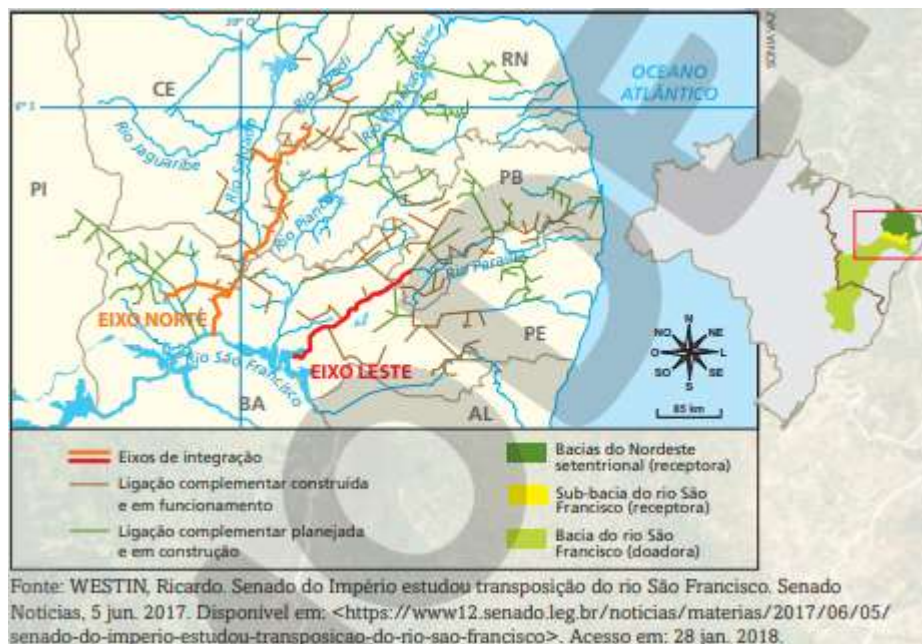 39° O
SONIA VAZ
RN
CE
OCEANO
ATLÂNTICO
6° S
Rio Jaguaribe
Rio Salgado
PI
PB
Rio Piancó
Rio Paraíba
EIXO NORTE
PE
Rio São Francisco
EIXO LESTE
BA
AL
N
NO
NE
O
L
SO
SE
S
85 km
Eixos de integração
Ligação complementar construída
e em funcionamento
Ligação complementar planejada
e em construção
Bacias do Nordeste
setentrional (receptora)
Sub-bacia do rio São
Francisco (receptora)
Bacia do rio São
Francisco (doadora)
Fonte: WESTIN, Ricardo. Senado do Império estudou transposição do rio São Francisco. Senado
Notícias, 5 jun. 2017. Disponível em: <https://www12.senado.leg.br/noticias/materias/2017/06/05/
senado-do-imperio-estudou-transposicao-do-rio-sao-francisco>. Acesso em: 28 jan. 2018.